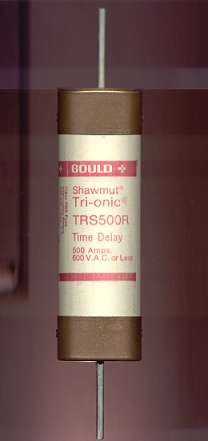 GOULD
Shawmut®
Tri-onic®
TRS500R
Time Delay
500 Amps.
600 V.A.C. or Less